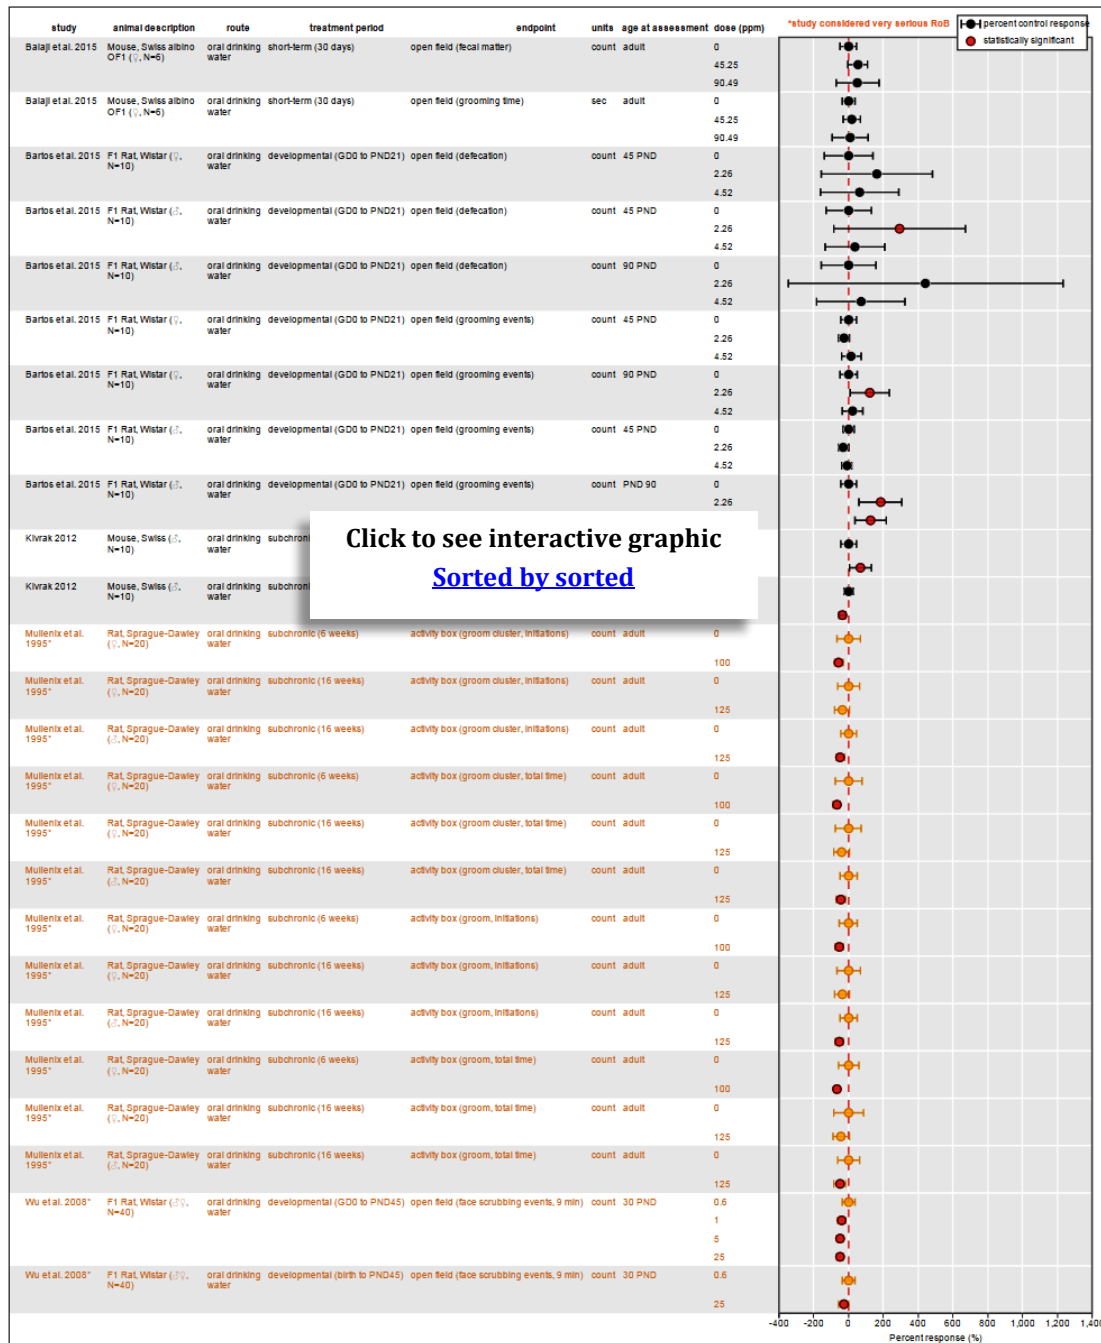 study animal description route treatment period endpoint units age at assessment dose (ppm)
*study considered very serious RoB
percent control response
statistically significant
Balaji et al. 2015 Mouse, Swiss albino oral drinking short-term (30 days) open field (fecal matter) count adult 0
OF1 (♀, N=6) water
45.25
90.49
Balaji et al. 2015 Mouse, Swiss albino oral drinking short-term (30 days) open field (grooming time) sec adult 0
OF1 (♀, N=6) water
45.25
90.49
Bartos et al. 2015 F1 Rat, Wistar (♀, oral drinking developmental (GD0 to PND21) open field (defecation) count 45 PND 0
N=10) water
2.26
4.52
Bartos et al. 2015 F1 Rat, Wistar (♂, oral drinking developmental (GD0 to PND21) open field (defecation) count 45 PND 0
N=10) water
2.26
4.52
Bartos et al. 2015 F1 Rat, Wistar (♂, oral drinking developmental (GD0 to PND21) open field (defecation) count 90 PND 0
N=10) water
2.26
4.52
Bartos et al. 2015 F1 Rat, Wistar (♀, oral drinking developmental (GD0 to PND21) open field (grooming events) count 45 PND 0
N=10) water
2.26
4.52
Bartos et al. 2015 F1 Rat, Wistar (♀, oral drinking developmental (GD0 to PND21) open field (grooming events) count 90 PND 0
N=10) water
2.26
4.52
Bartos et al. 2015 F1 Rat, Wistar (♂, oral drinking developmental (GD0 to PND21) open field (grooming events) count 45 PND 0
N=10) water
2.26
4.52
Bartos et al. 2015 F1 Rat, Wistar (♂, oral drinking developmental (GD0 to PND21) open field (grooming events) count PND 90 0
N=10) water
2.26
Click to see interactive graphic
Sorted by sorted
Kivrak 2012 Mouse, Swiss (♂, oral drinking subchroni
N=10) water
Kivrak 2012 Mouse, Swiss (♂, oral drinking subchroni
N=10) water
Mullenix et al. Rat, Sprague-Dawley oral drinking subchronic (6 weeks) activity box (groom cluster, initiations) count adult 0
1995* (♀, N=20) water
100
Mullenix et al. Rat, Sprague-Dawley oral drinking subchronic (16 weeks) activity box (groom cluster, initiations) count adult 0
1995* (♀, N=20) water
125
Mullenix et al. Rat, Sprague-Dawley oral drinking subchronic (16 weeks) activity box (groom cluster, initiations) count adult 0
1995* (♂, N=20) water
125
Mullenix et al. Rat, Sprague-Dawley oral drinking subchronic (6 weeks) activity box (groom cluster, total time) count adult 0
1995* (♀, N=20) water
100
Mullenix et al. Rat, Sprague-Dawley oral drinking subchronic (16 weeks) activity box (groom cluster, total time) count adult 0
1995* (♀, N=20) water
125
Mullenix et al. Rat, Sprague-Dawley oral drinking subchronic (16 weeks) activity box (groom cluster, total time) count adult 0
1995* (♂, N=20) water
125
Mullenix et al. Rat, Sprague-Dawley oral drinking subchronic (6 weeks) activity box (groom, initiations) count adult 0
1995* (♀, N=20) water
100
Mullenix et al. Rat, Sprague-Dawley oral drinking subchronic (16 weeks) activity box (groom, initiations) count adult 0
1995* (♀, N=20) water
125
Mullenix et al. Rat, Sprague-Dawley oral drinking subchronic (16 weeks) activity box (groom, initiations) count adult 0
1995* (♂, N=20) water
125
Mullenix et al. Rat, Sprague-Dawley oral drinking subchronic (6 weeks) activity box (groom, total time) count adult 0
1995* (♀, N=20) water
100
Mullenix et al. Rat, Sprague-Dawley oral drinking subchronic (16 weeks) activity box (groom, total time) count adult 0
1995* (♀, N=20) water
125
Mullenix et al. Rat, Sprague-Dawley oral drinking subchronic (16 weeks) activity box (groom, total time) count adult 0
1995* (♂, N=20) water
125
Wu et al. 2008* F1 Rat, Wistar (♂♀, oral drinking developmental (GD0 to PND45) open field (face scrubbing events, 9 min) count 30 PND 0.6
N=40) water
1
5
25
Wu et al. 2008* F1 Rat, Wistar (♂♀, oral drinking developmental (birth to PND45) open field (face scrubbing events, 9 min) count 30 PND 0.6
N=40) water
25
-400 -200 0 200 400 600 800 1,000 1,200 1,400
Percent response (%)